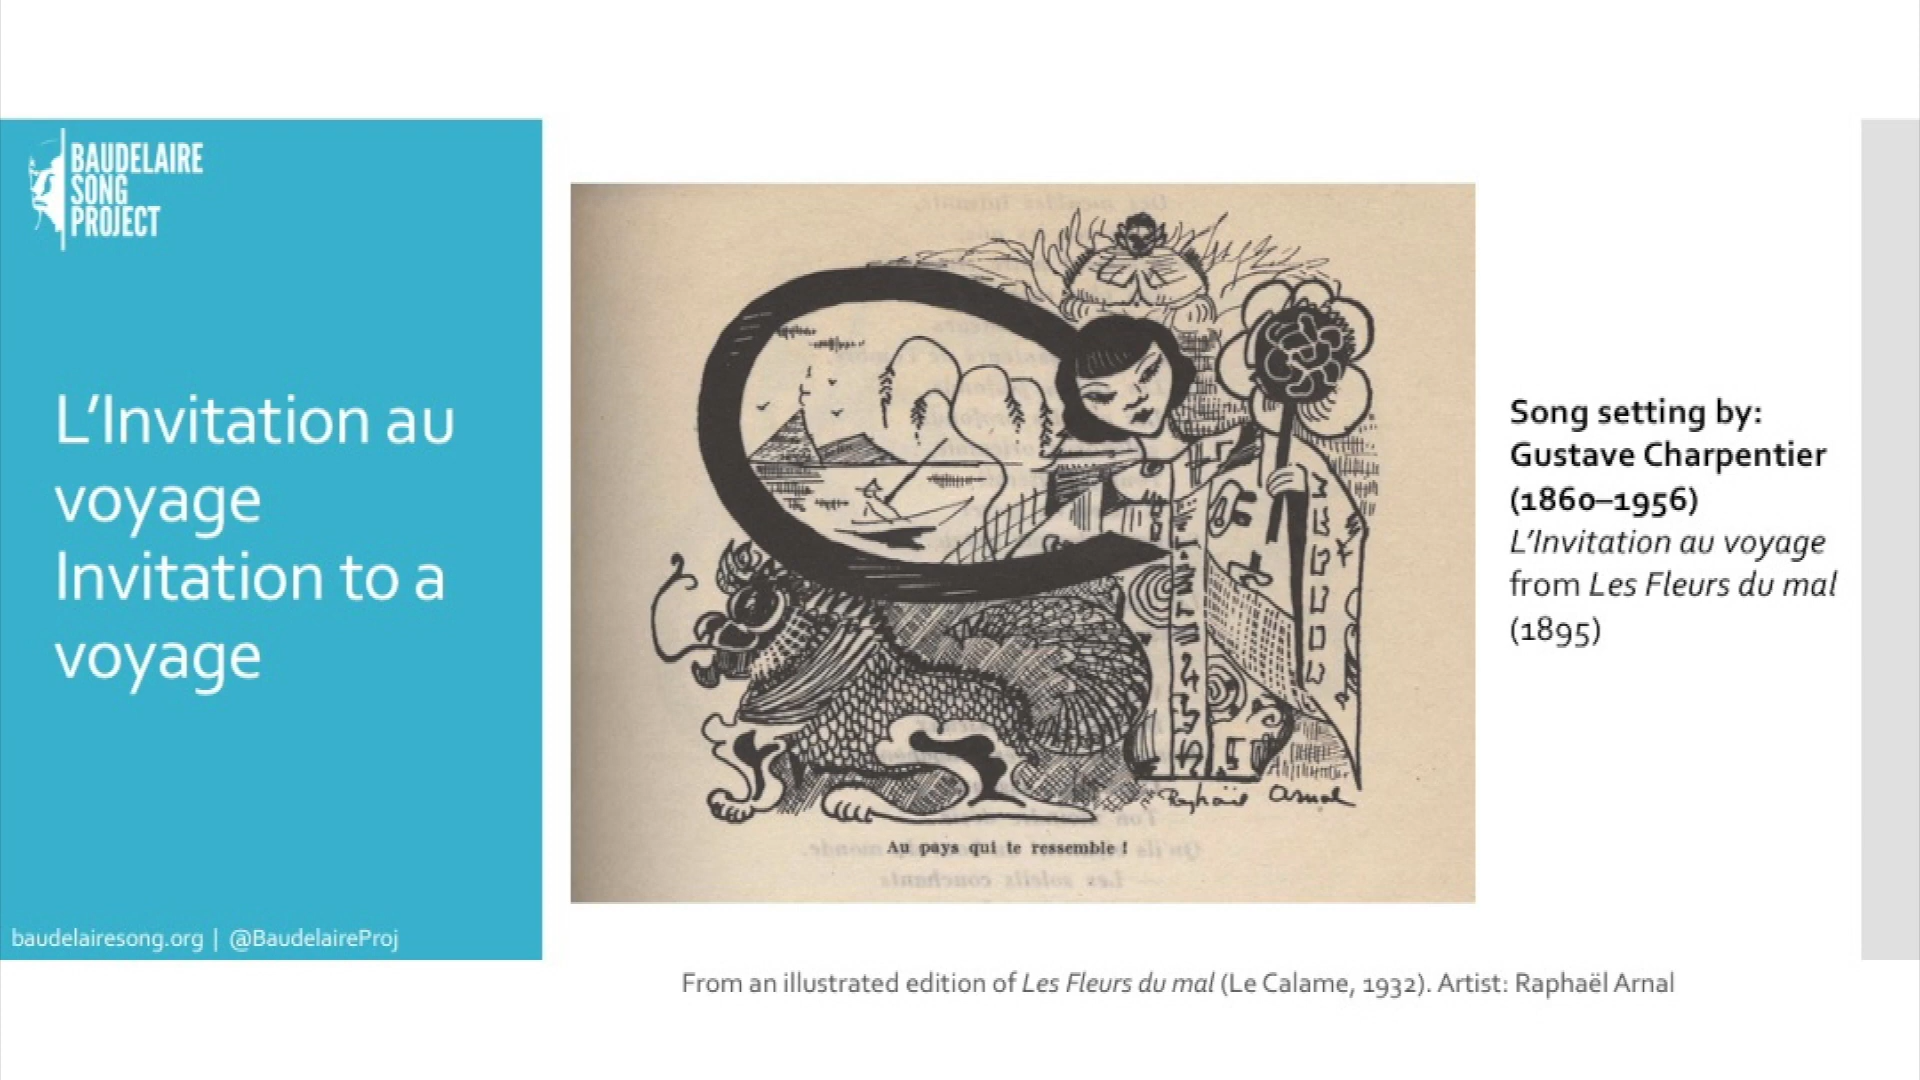 BAUDELAIRE
SONG
PROJECT
L'Invitation au
voyage
Invitation to a
voyage
baudelairesong.org | @BaudelaireProj
Raphaël Arnal
Au pays qui te ressemble !
Song setting by:
Gustave Charpentier
(1860–1956)
L'Invitation au voyage
from Les Fleurs du mal
(1895)
From an illustrated edition of Les Fleurs du mal (Le Calame, 1932). Artist: Raphaël Arnal